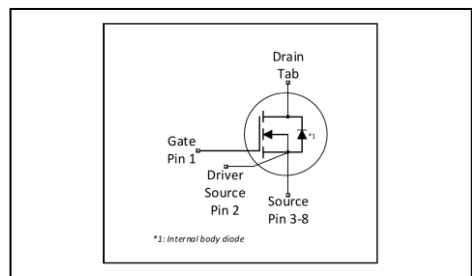 Drain
Tab
*1
Gate
Pin 1
Driver
Source
Pin 2
Source
Pin 3-8
*1: Internal body diode